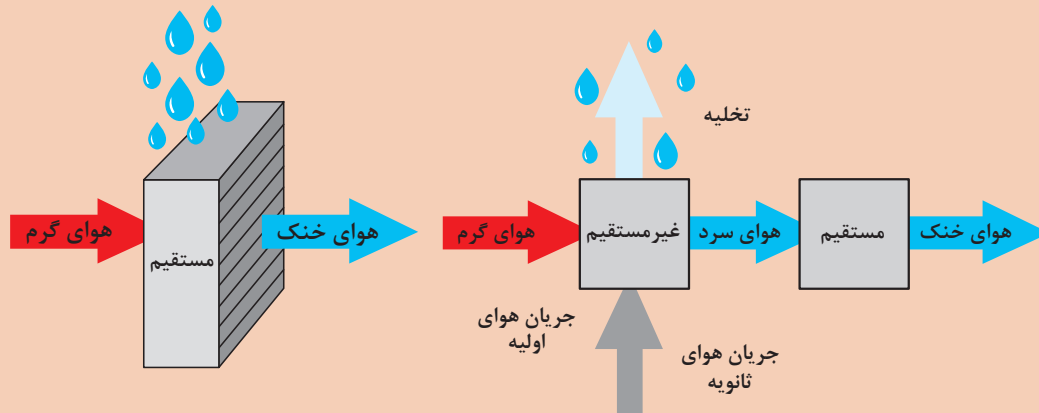 هوای گرم
مستقیم
هوای خنک
تخلیه
هوای گرم
غیرمستقیم
هوای سرد
مستقیم
هوای خنک
جریان هوای
اولیه
جریان هوای
ثانویه